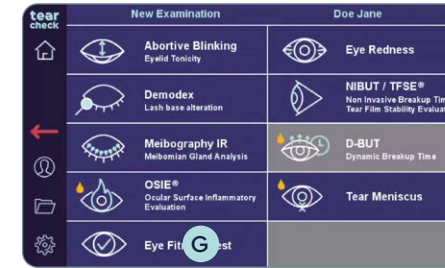 tear
check
New Examination
Doe Jane
Abortive Blinking
Eyelid Tonicity
Eye Redness
Demodex
Lash base alteration
NIBUT / TFSE®
Non Invasive Breakup Tim
Tear Film Stability Evaluat
Meibography IR
Meibomian Gland Analysis
D-BUT
Dynamic Breakup Time
OSIE®
Ocular Surface Inflammatory
Evaluation
Tear Meniscus
Eye Fit G est